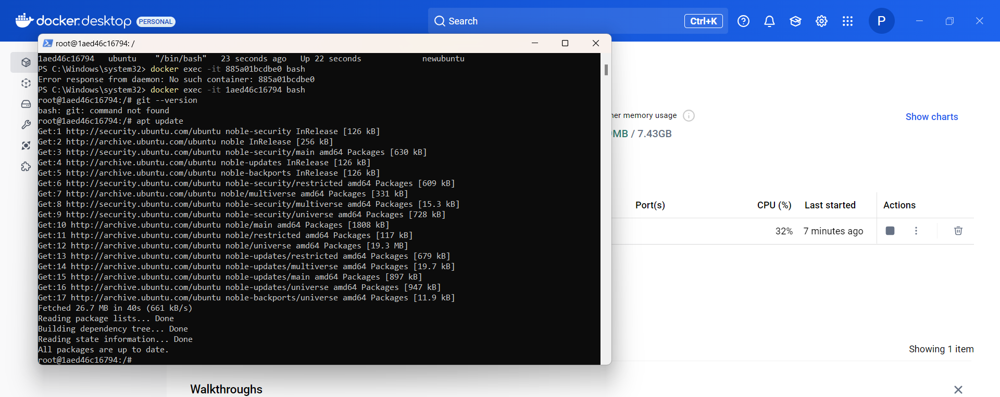 docker.desktop PERSONAL
Search Ctrl+K
P
root@1aed46c16794: /
1aed46c16794 ubuntu "/bin/bash" 23 seconds ago Up 22 seconds newubuntu
PS C:\Windows\system32> docker exec -it 885a01bcdbe0 bash
Error response from daemon: No such container: 885a01bcdbe0
PS C:\Windows\system32> docker exec -it 1aed46c16794 bash
root@1aed46c16794:/# git --version
bash: git: command not found
root@1aed46c16794:/# apt update
Get:1 http://security.ubuntu.com/ubuntu noble-security InRelease [126 kB]
Get:2 http://archive.ubuntu.com/ubuntu noble InRelease [256 kB]
Get:3 http://security.ubuntu.com/ubuntu noble-security/main amd64 Packages [630 kB]
Get:4 http://archive.ubuntu.com/ubuntu noble-updates InRelease [126 kB]
Get:5 http://archive.ubuntu.com/ubuntu noble-backports InRelease [126 kB]
Get:6 http://security.ubuntu.com/ubuntu noble-security/restricted amd64 Packages [609 kB]
Get:7 http://archive.ubuntu.com/ubuntu noble/multiverse amd64 Packages [331 kB]
Get:8 http://security.ubuntu.com/ubuntu noble-security/multiverse amd64 Packages [15.3 kB]
Get:9 http://security.ubuntu.com/ubuntu noble-security/universe amd64 Packages [728 kB]
Get:10 http://archive.ubuntu.com/ubuntu noble/main amd64 Packages [1808 kB]
Get:11 http://archive.ubuntu.com/ubuntu noble/restricted amd64 Packages [117 kB]
Get:12 http://archive.ubuntu.com/ubuntu noble/universe amd64 Packages [19.3 MB]
Get:13 http://archive.ubuntu.com/ubuntu noble-updates/restricted amd64 Packages [679 kB]
Get:14 http://archive.ubuntu.com/ubuntu noble-updates/multiverse amd64 Packages [19.7 kB]
Get:15 http://archive.ubuntu.com/ubuntu noble-updates/main amd64 Packages [897 kB]
Get:16 http://archive.ubuntu.com/ubuntu noble-updates/universe amd64 Packages [947 kB]
Get:17 http://archive.ubuntu.com/ubuntu noble-backports/universe amd64 Packages [11.9 kB]
Fetched 26.7 MB in 40s (661 kB/s)
Reading package lists... Done
Building dependency tree... Done
Reading state information... Done
All packages are up to date.
root@1aed46c16794:/#
memory usage
Show charts
MB / 7.43GB
Port(s) CPU (%) Last started Actions
32% 7 minutes ago
Showing 1 item
Walkthroughs